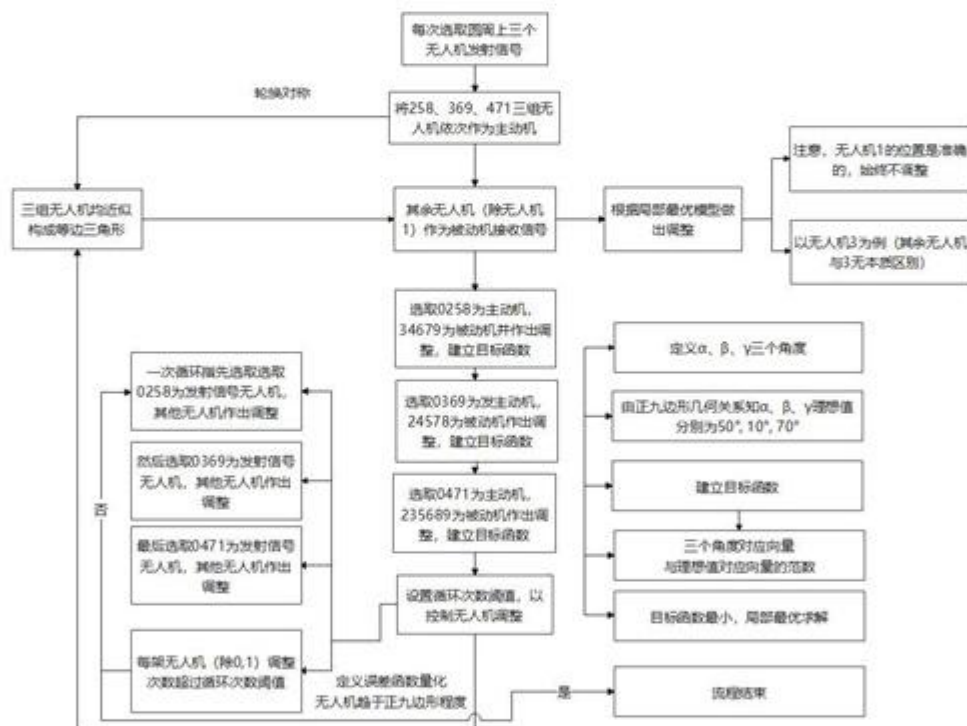 每次选取圆周上三个
无人机发射信号
轮换对称
将258、369、471三组无
人机依次作为主动机
注意，无人机1的位置是准确
的，始终不调整
三组无人机均近似
构成等边三角形
其余无人机（除无人机
1）作为被动机接收信号
根据局部最优模型做
出调整
以无人机3为例（其余无人机
与3无本质区别）
选取0258为主动机，
34679为被动机并作出调
整，建立目标函数
定义α、β、γ三个角度
一次循环指先选取选取
0258为发射信号无人机，
其他无人机作出调整
选取0369为发主动机，
24578为被动机作出调
整，建立目标函数
由正九边形几何关系知α、β、γ理想值
分别为50°, 10°, 70°
然后选取0369为发射信号
无人机，其他无人机作出
调整
否
选取0471为主动机，
235689为被动机作出调
整，建立目标函数
建立目标函数
最后选取0471为发射信号
无人机，其他无人机作出
调整
三个角度对应向量
与理想值对应向量的范数
设置循环次数阈值，以
控制无人机调整
目标函数最小，局部最优求解
每架无人机（除0,1）调整
次数超过循环次数阈值
定义误差函数量化
无人机趋于正九边形程度
是
流程结束